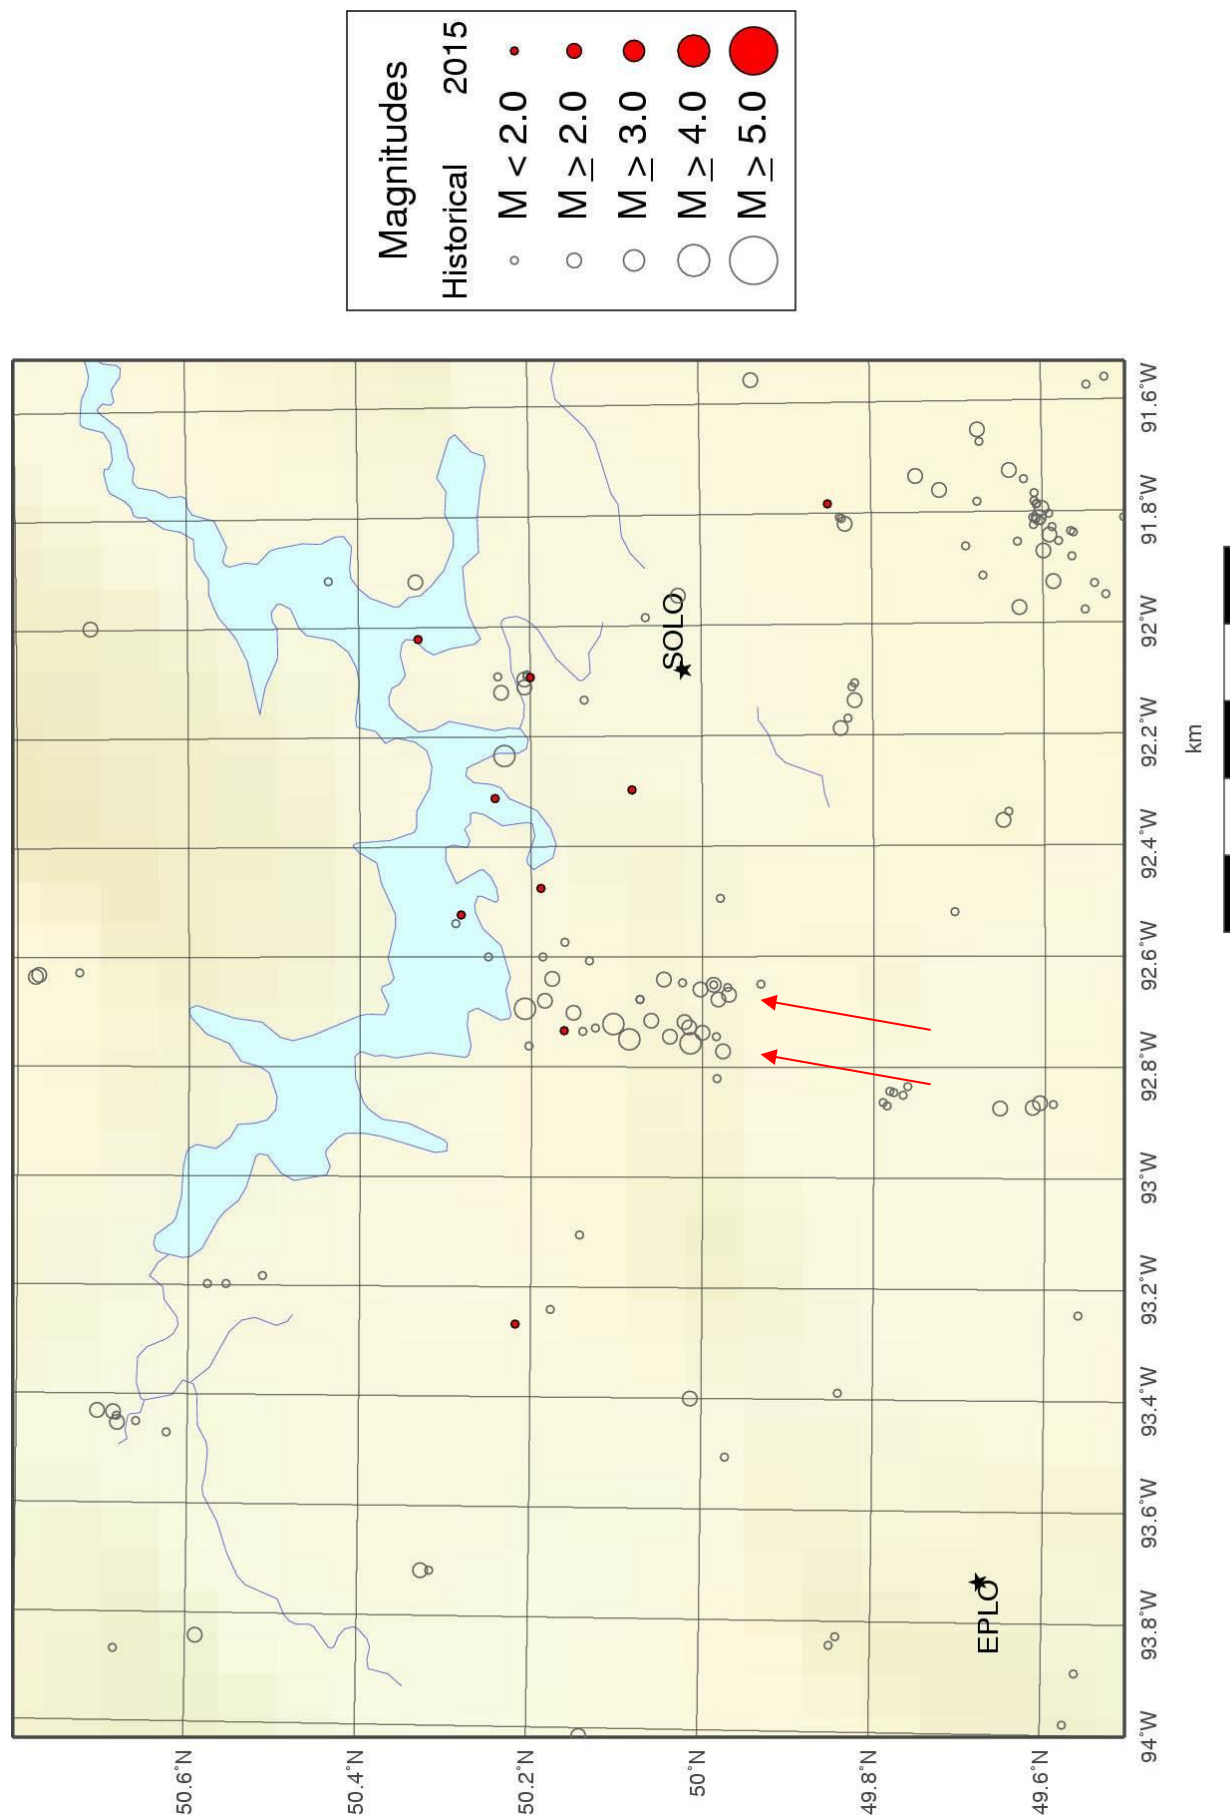 Magnitudes
Historical 2015
M < 2.0
M ≥ 2.0
M ≥ 3.0
M ≥ 4.0
M ≥ 5.0
50.6°N
50.4°N
50.2°N
50°N
49.8°N
49.6°N
SOLO
EPLO
94°W
93.8°W
93.6°W
93.4°W
93.2°W
93°W
92.8°W
92.6°W
92.4°W
92.2°W
92°W
91.8°W
91.6°W
km